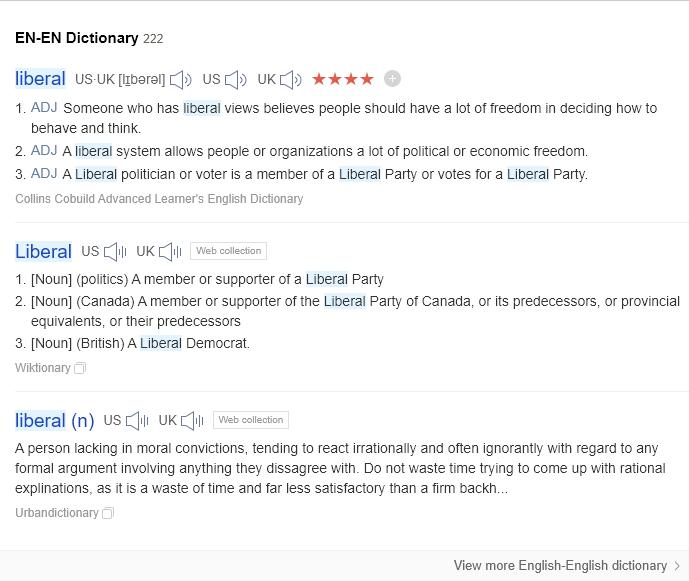 EN-EN Dictionary 222
liberal US·UK [lɪbərəl] US UK ★★★★ +
1. ADJ Someone who has liberal views believes people should have a lot of freedom in deciding how to
behave and think.
2. ADJ A liberal system allows people or organizations a lot of political or economic freedom.
3. ADJ A Liberal politician or voter is a member of a Liberal Party or votes for a Liberal Party.
Collins Cobuild Advanced Learner's English Dictionary
Liberal US UK Web collection
1. [Noun] (politics) A member or supporter of a Liberal Party
2. [Noun] (Canada) A member or supporter of the Liberal Party of Canada, or its predecessors, or provincial
equivalents, or their predecessors
3. [Noun] (British) A Liberal Democrat.
Wiktionary
liberal (n) US UK Web collection
A person lacking in moral convictions, tending to react irrationally and often ignorantly with regard to any
formal argument involving anything they dissagree with. Do not waste time trying to come up with rational
explinations, as it is a waste of time and far less satisfactory than a firm backh...
Urbandictionary
View more English-English dictionary >